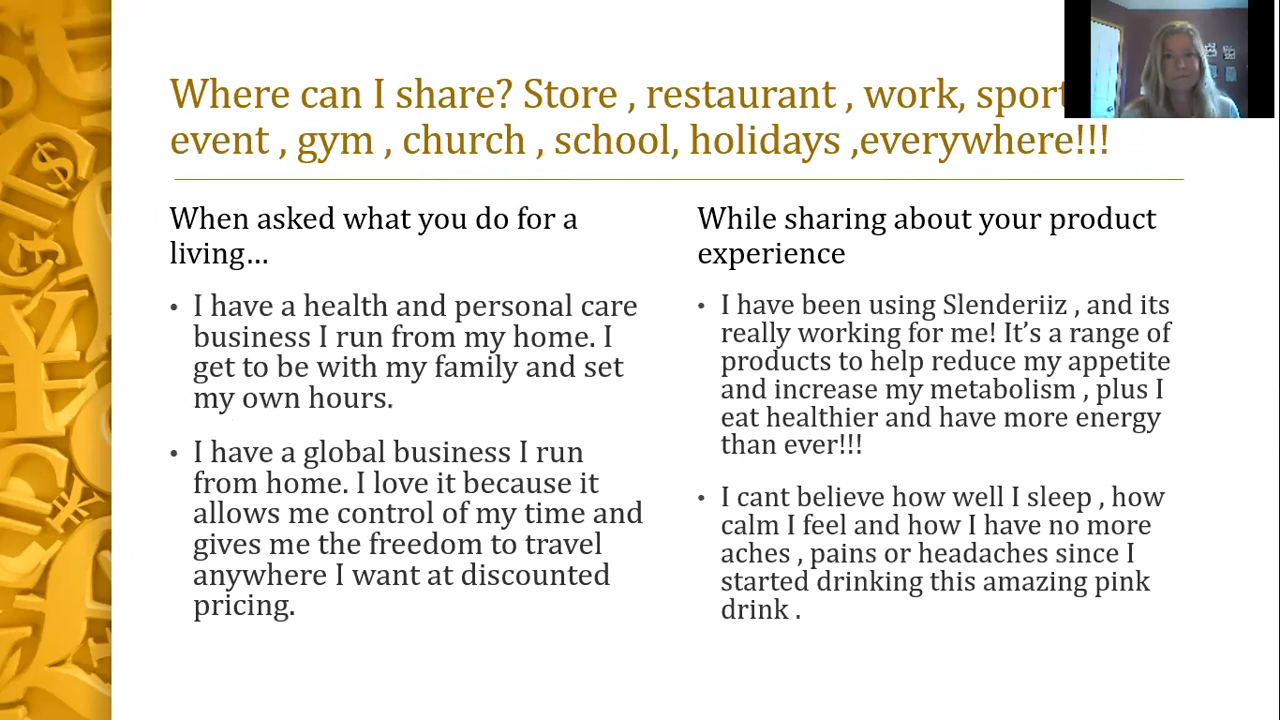 Where can I share? Store , restaurant , work, sport
event , gym , church , school, holidays ,everywhere!!!
When asked what you do for a
living…
• I have a health and personal care
business I run from my home. I
get to be with my family and set
my own hours.
• I have a global business I run
from home. I love it because it
allows me control of my time and
gives me the freedom to travel
anywhere I want at discounted
pricing.
While sharing about your product
experience
• I have been using Slenderiiz , and its
really working for me! It’s a range of
products to help reduce my appetite
and increase my metabolism , plus I
eat healthier and have more energy
than ever!!!
• I cant believe how well I sleep , how
calm I feel and how I have no more
aches , pains or headaches since I
started drinking this amazing pink
drink .